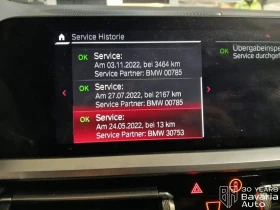 Service Historie
OK Service:
Am 03.11.2022, bei 3464 km
Service Partner: BMW 00785
OK Service:
Am 27.07.2022, bei 2167 km
Service Partner: BMW 00785
OK Service:
Am 24.05.2022, bei 13 km
Service Partner: BMW 30753
OK Übergabeinspe
Service durchgef
30 YEARS
Bavaria
Cars